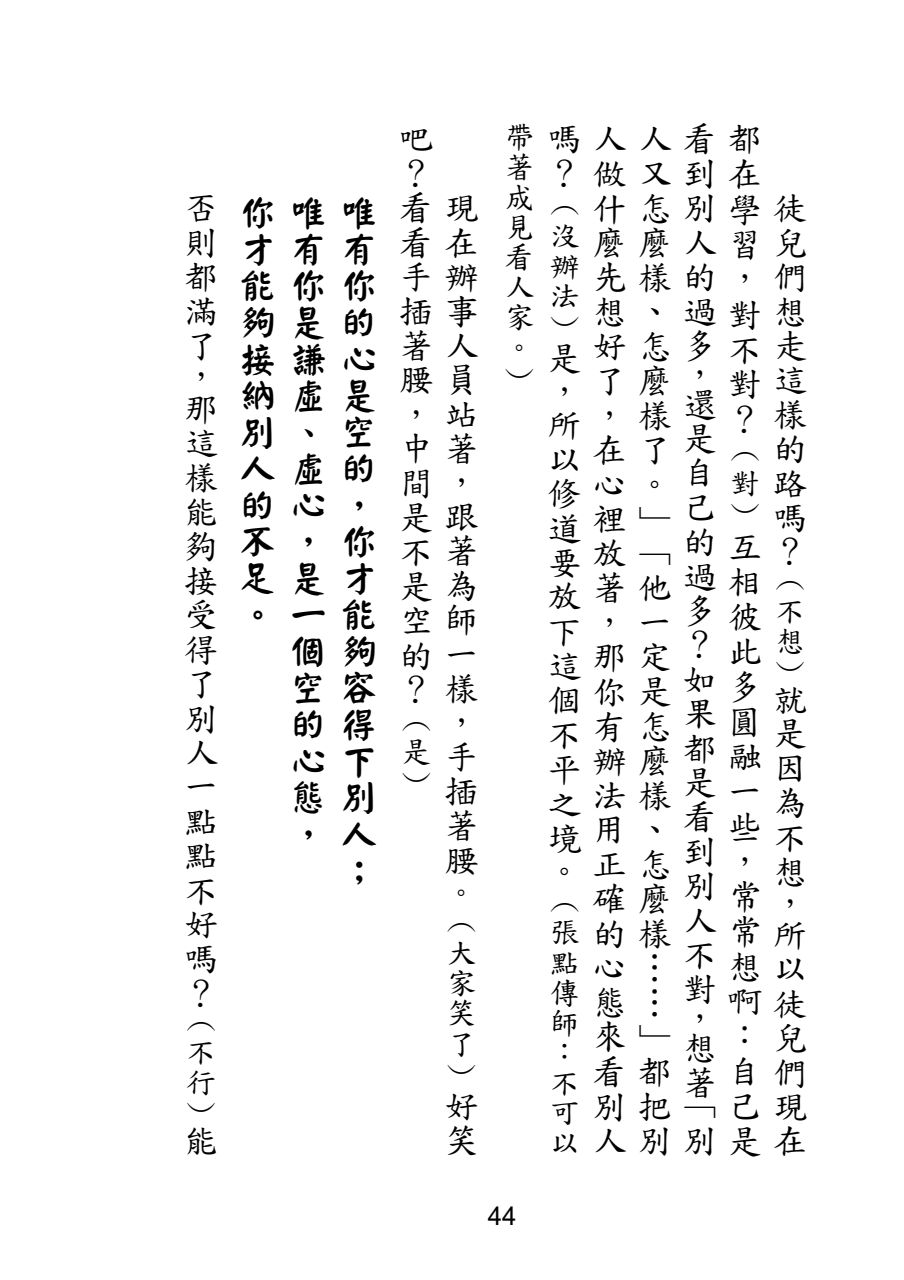 徒兒們想走這樣的路嗎？（不想）就是因為不想，所以徒兒們現在
都在學習，對不對？（對）互相彼此多圓融一些，常常想啊：自己是
看到別人的過多，還是自己的過多？如果都是看到別人不對，想著「別
人又怎麼樣、怎麼樣了。」「他一定是怎麼樣、怎麼樣……」都把別
人做什麼先想好了，在心裡放著，那你有辦法用正確的心態來看別人
嗎？（沒辦法）是，所以修道要放下這個不平之境。（張點傳師：不可以
帶著成見看人家。）
現在辦事人員站著，跟著為師一樣，手插著腰。（大家笑了）好笑
吧？看看手插著腰，中間是不是空的？（是）
唯有你的心是空的，你才能夠容得下別人；
唯有你是謙虛、虛心，是一個空的心態，
你才能夠接納別人的不足。
否則都滿了，那這樣能夠接受得了別人一點點不好嗎？（不行）能
44